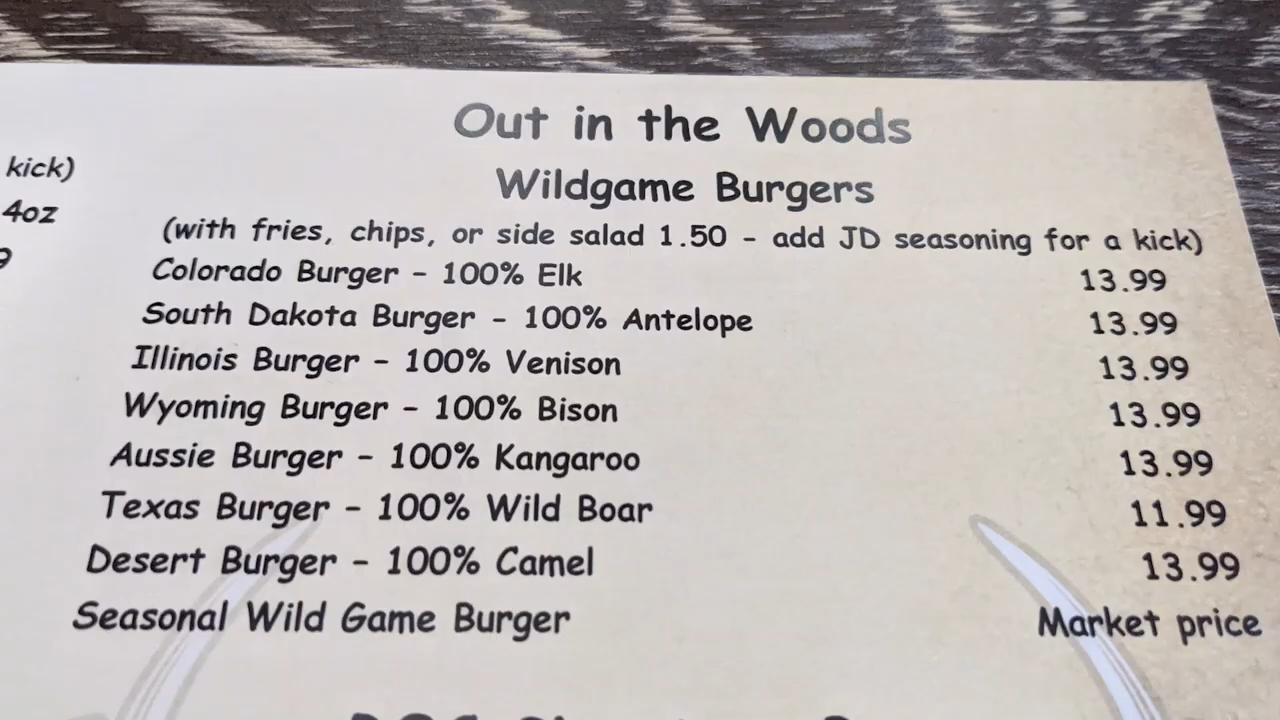 Out in the Woods
Wildgame Burgers
kick)
4oz
(with fries, chips, or side salad 1.50 - add JD seasoning for a kick)
Colorado Burger - 100% Elk 13.99
South Dakota Burger - 100% Antelope 13.99
Illinois Burger - 100% Venison 13.99
Wyoming Burger - 100% Bison 13.99
Aussie Burger - 100% Kangaroo 13.99
Texas Burger - 100% Wild Boar 11.99
Desert Burger - 100% Camel 13.99
Seasonal Wild Game Burger Market price